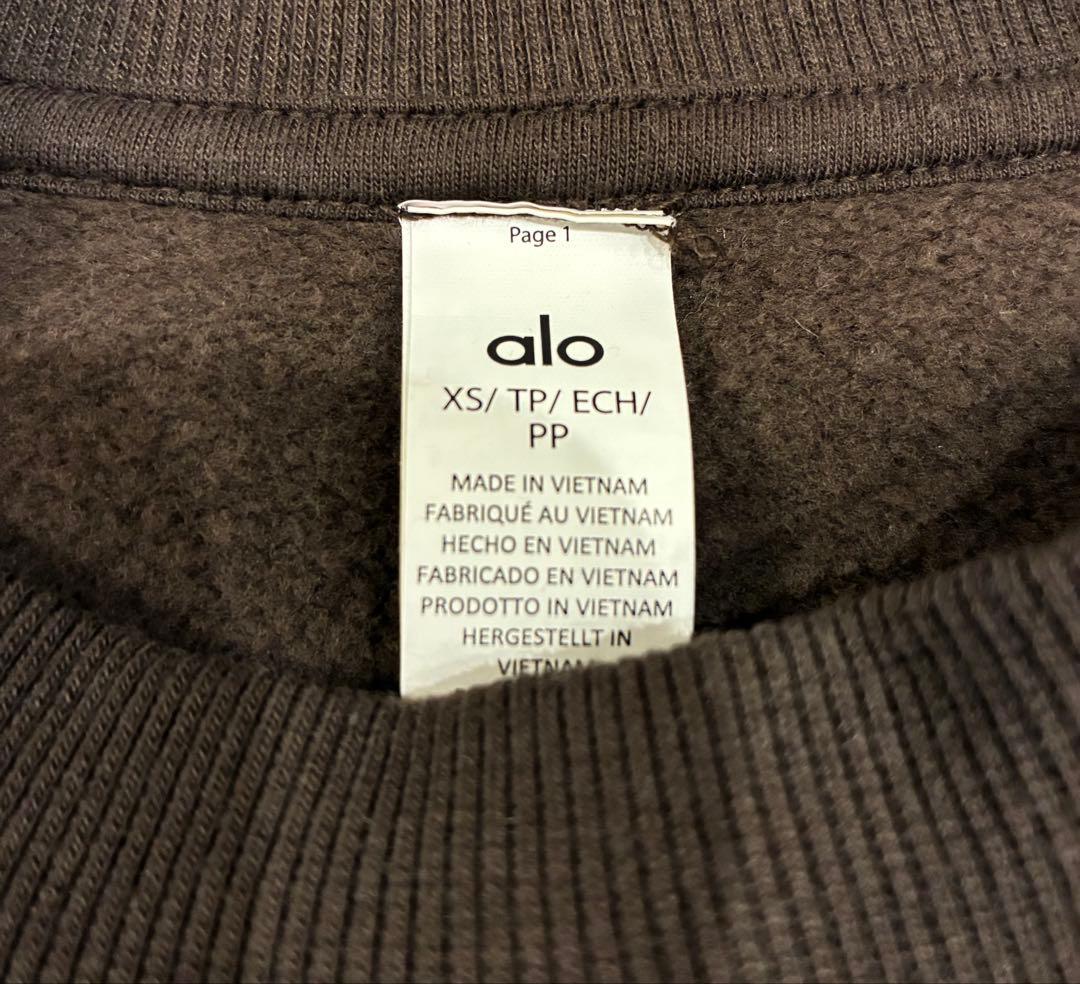 Page 1
alo
XS/ TP/ ECH/
PP
MADE IN VIETNAM
FABRIQUÉ AU VIETNAM
HECHO EN VIETNAM
FABRICADO EN VIETNAM
PRODOTTO IN VIETNAM
HERGESTELLT IN
VIETNAM